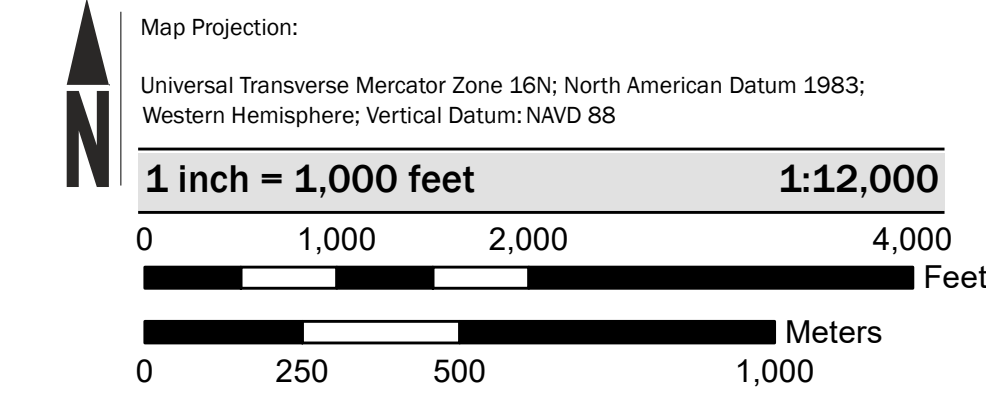 N
Map Projection:
Universal Transverse Mercator Zone 16N; North American Datum 1983;
Western Hemisphere; Vertical Datum: NAVD 88
1 inch = 1,000 feet 1:12,000
0 1,000 2,000 4,000
Feet
Meters
0 250 500 1,000